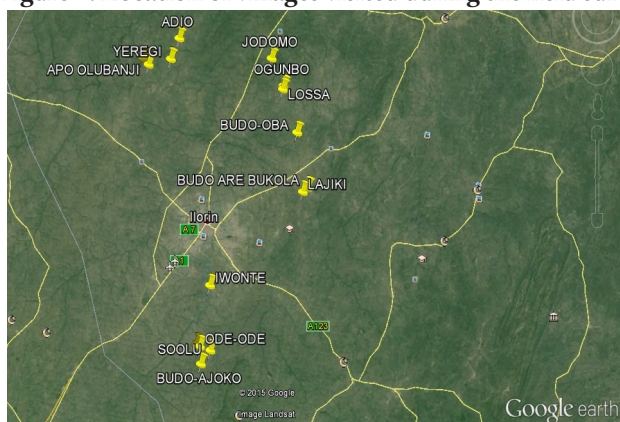 ADIO
YEREGI
JODOMO
APO OLUBANJI
OGUNBO
LOSSA
BUDO-OBA
BUDO ARE BUKOLA
LAJIKI
Ilorin
A 7
IWONTE
A123
ODE-ODE
SOOLU
BUDO-AJOKO
© 2015 Google
Image Landsat
Google earth